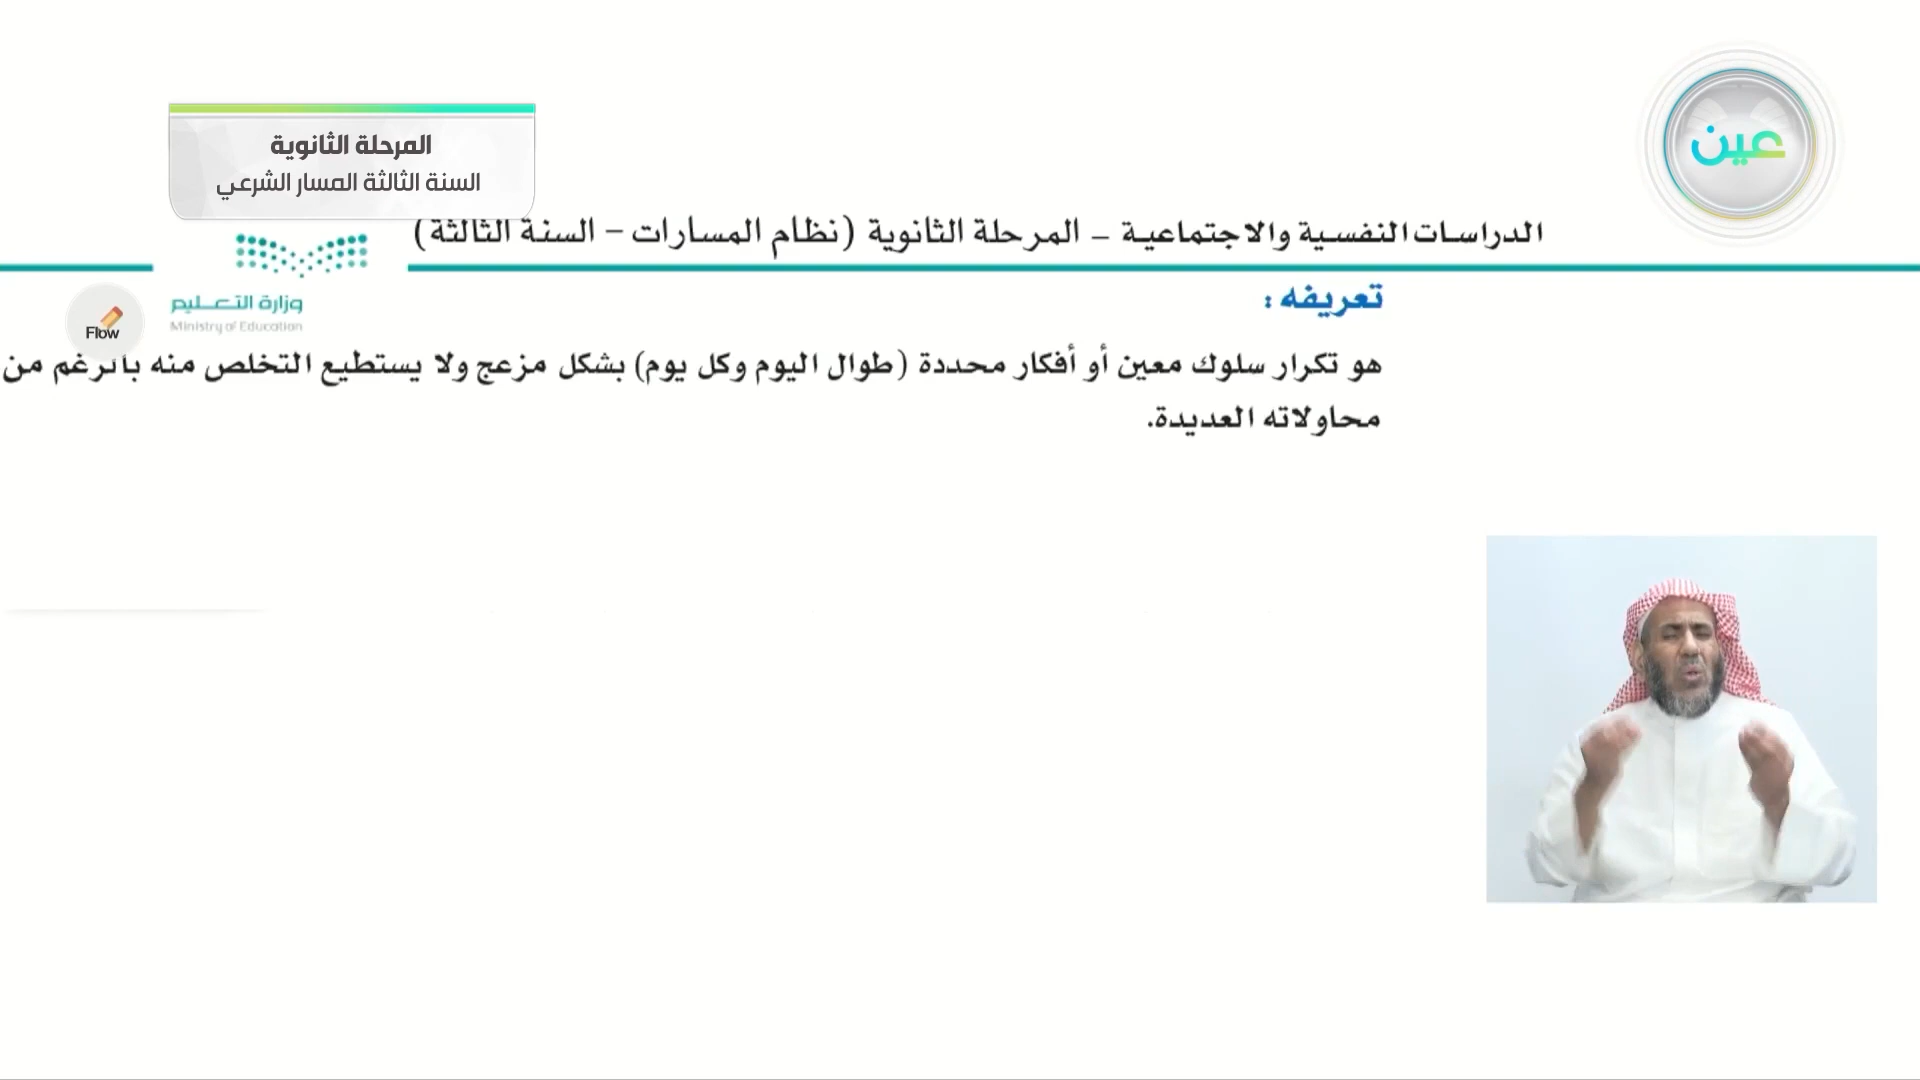 عين
المرحلة الثانوية
السنة الثالثة المسار الشرعي
الدراسات النفسية والاجتماعية – المرحلة الثانوية (نظام المسارات – السنة الثالثة)
وزارة التعليم
Ministry of Education
Flow
تعريفه :
هو تكرار سلوك معين أو أفكار محددة (طوال اليوم وكل يوم) بشكل مزعج ولا يستطيع التخلص منه بالرغم من
محاولاته العديدة.